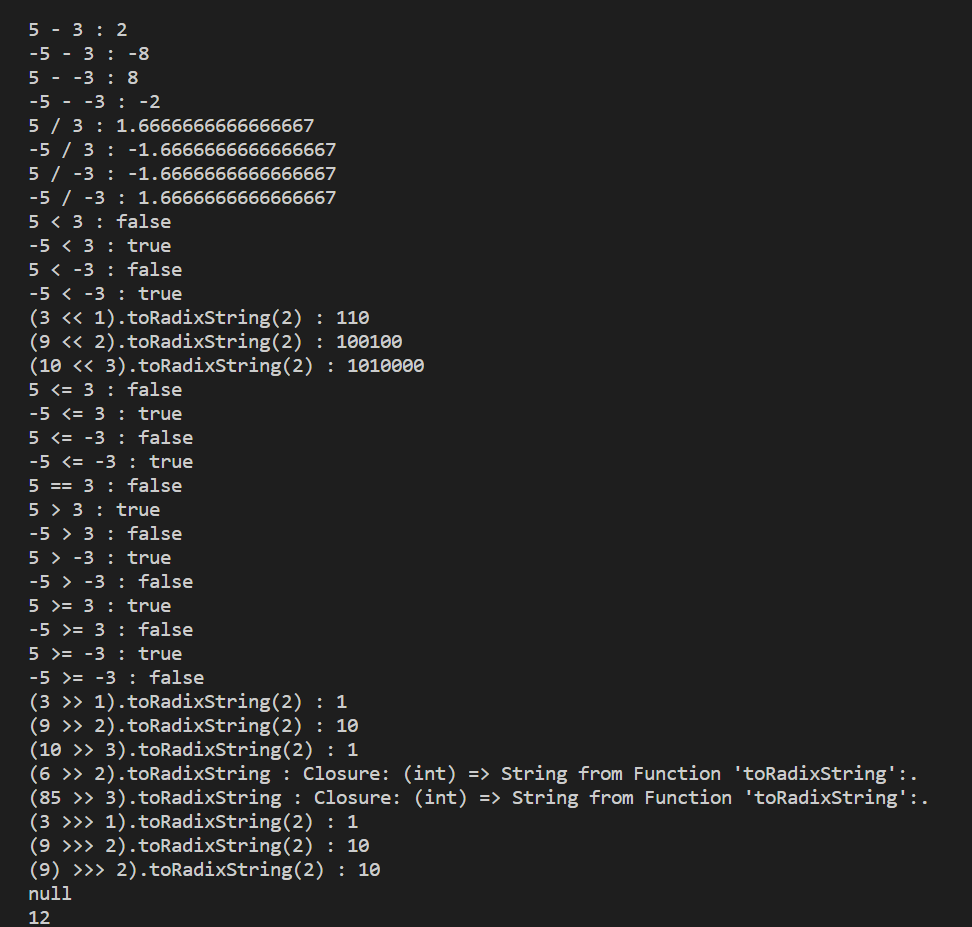 5 - 3 : 2
-5 - 3 : -8
5 - -3 : 8
-5 - -3 : -2
5 / 3 : 1.6666666666666667
-5 / 3 : -1.6666666666666667
5 / -3 : -1.6666666666666667
-5 / -3 : 1.6666666666666667
5 < 3 : false
-5 < 3 : true
5 < -3 : false
-5 < -3 : true
(3 << 1).toRadixString(2) : 110
(9 << 2).toRadixString(2) : 100100
(10 << 3).toRadixString(2) : 1010000
5 <= 3 : false
-5 <= 3 : true
5 <= -3 : false
-5 <= -3 : true
5 == 3 : false
5 > 3 : true
-5 > 3 : false
5 > -3 : true
-5 > -3 : false
5 >= 3 : true
-5 >= 3 : false
5 >= -3 : true
-5 >= -3 : false
(3 >> 1).toRadixString(2) : 1
(9 >> 2).toRadixString(2) : 10
(10 >> 3).toRadixString(2) : 1
(6 >> 2).toRadixString : Closure: (int) => String from Function 'toRadixString':.
(85 >> 3).toRadixString : Closure: (int) => String from Function 'toRadixString':.
(3 >>> 1).toRadixString(2) : 1
(9 >>> 2).toRadixString(2) : 10
(9) >>> 2).toRadixString(2) : 10
null
12